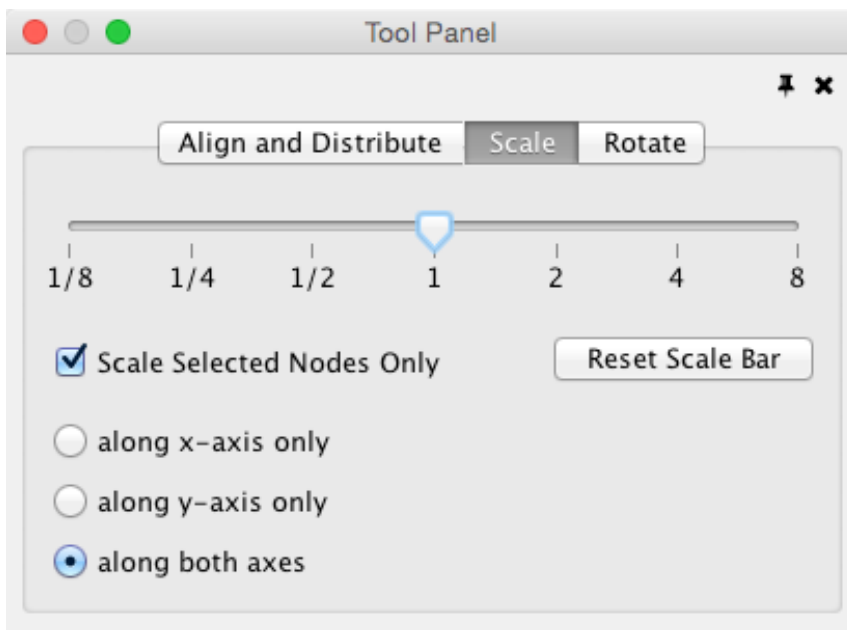 Tool Panel
Align and Distribute Scale Rotate
1/8 1/4 1/2 1 2 4 8
Scale Selected Nodes Only Reset Scale Bar
along x-axis only
along y-axis only
along both axes